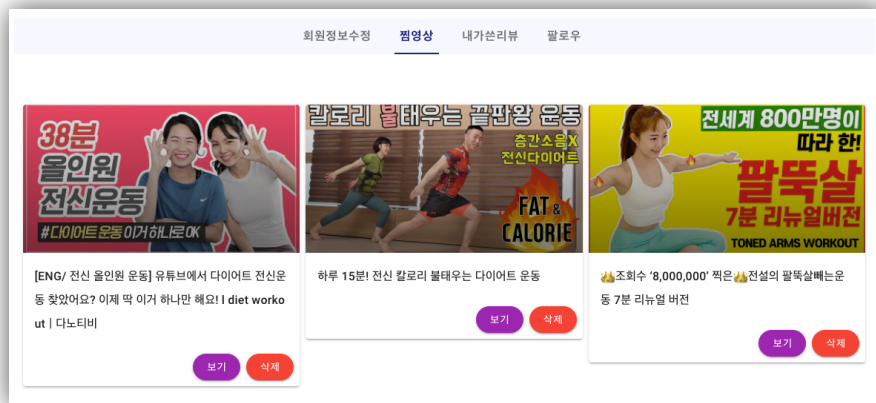 회원정보수정 찜영상 내가쓴리뷰 팔로우
38분
올인원
전신운동
#다이어트운동이거하나로OK
[ENG/ 전신 올인원 운동] 유튜브에서 다이어트 전신운
동 찾았어요? 이제 딱 이거 하나만 해요! l diet worko
ut | 다노티비
보기 삭제
칼로리 불태우는 끝판왕 운동
층간소음X
전신다이어트
FAT &
CALORIE
하루 15분! 전신 칼로리 불태우는 다이어트 운동
보기 삭제
전세계 800만명이
따라 한!
팔뚝살
7분 리뉴얼버전
TONED ARMS WORKOUT
👑조회수 ‘8,000,000’ 찍은👑전설의 팔뚝살빼는운
동 7분 리뉴얼 버전
보기 삭제